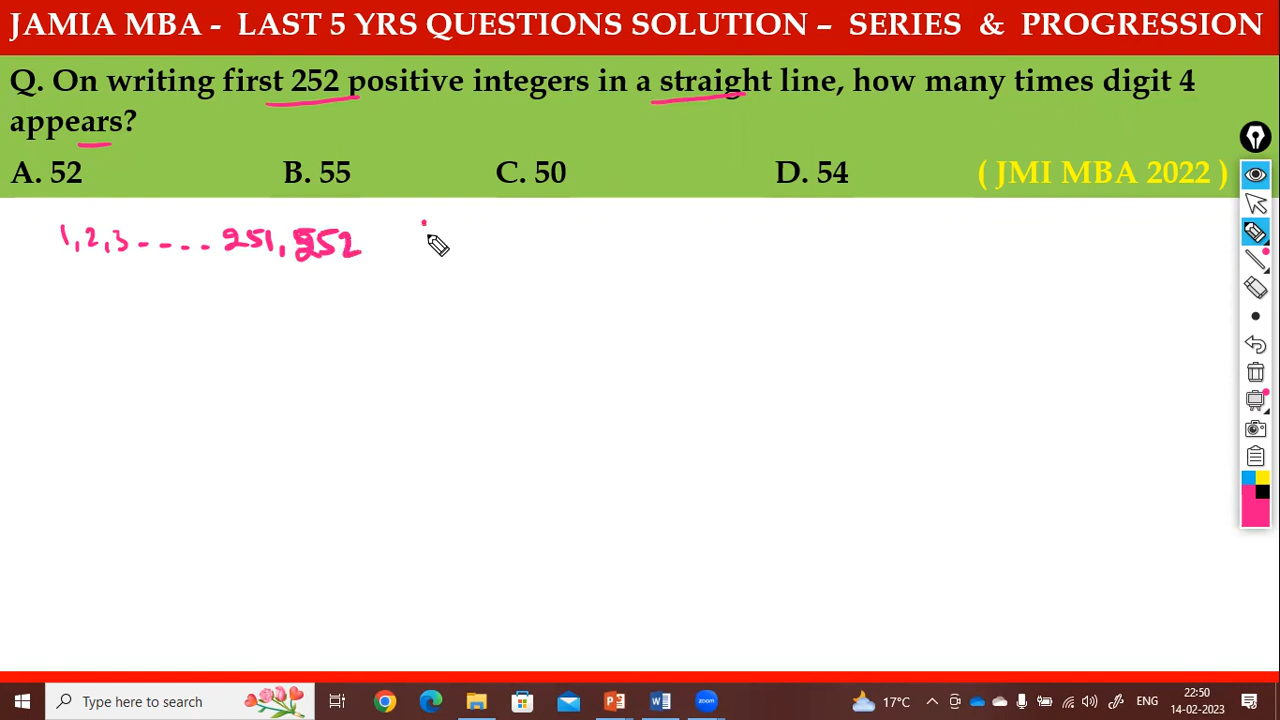 JAMIA MBA - LAST 5 YRS QUESTIONS SOLUTION – SERIES & PROGRESSION
Q. On writing first 252 positive integers in a straight line, how many times digit 4
appears?
A. 52 B. 55 C. 50 D. 54 ( JMI MBA 2022 )
1,2,3---- 251, 252
Type here to search 17°C ENG 22:50
14-02-2023